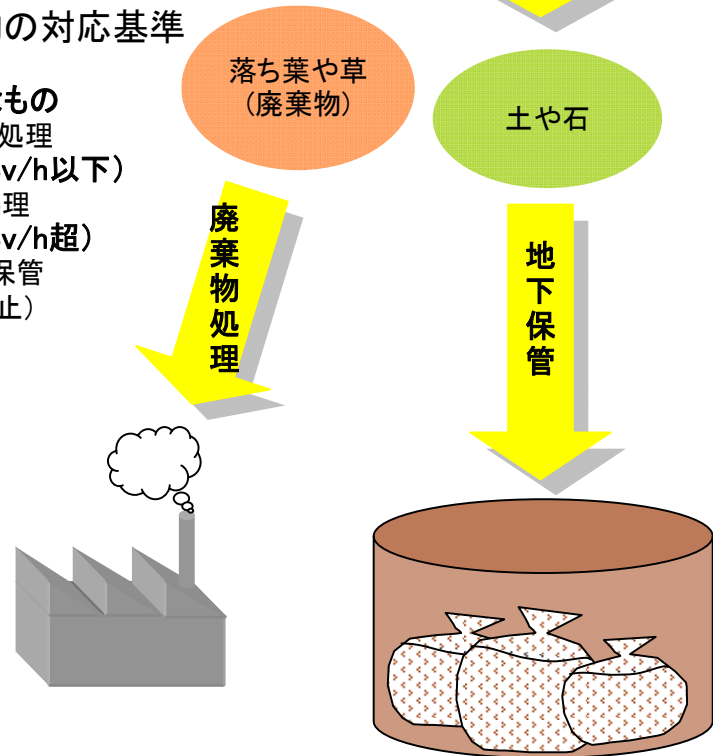 の対応基準
もの
処理
v/h以下）
理
v/h超）
保管
止）
落ち葉や草
（廃棄物）
土や石
廃棄物処理
地下保管